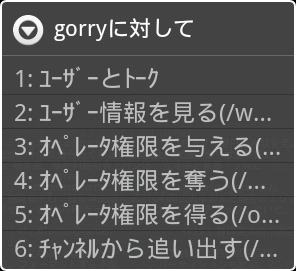 gorryに対して
1: ﾕｰｻﾞｰとﾄｰｸ
2: ﾕｰｻﾞｰ情報を見る(/w...
3: ｵﾍﾟﾚｰﾀ権限を与える(...
4: ｵﾍﾟﾚｰﾀ権限を奪う(/...
5: ｵﾍﾟﾚｰﾀ権限を得る(/o...
6: ﾁｬﾝﾈﾙから追い出す(/...